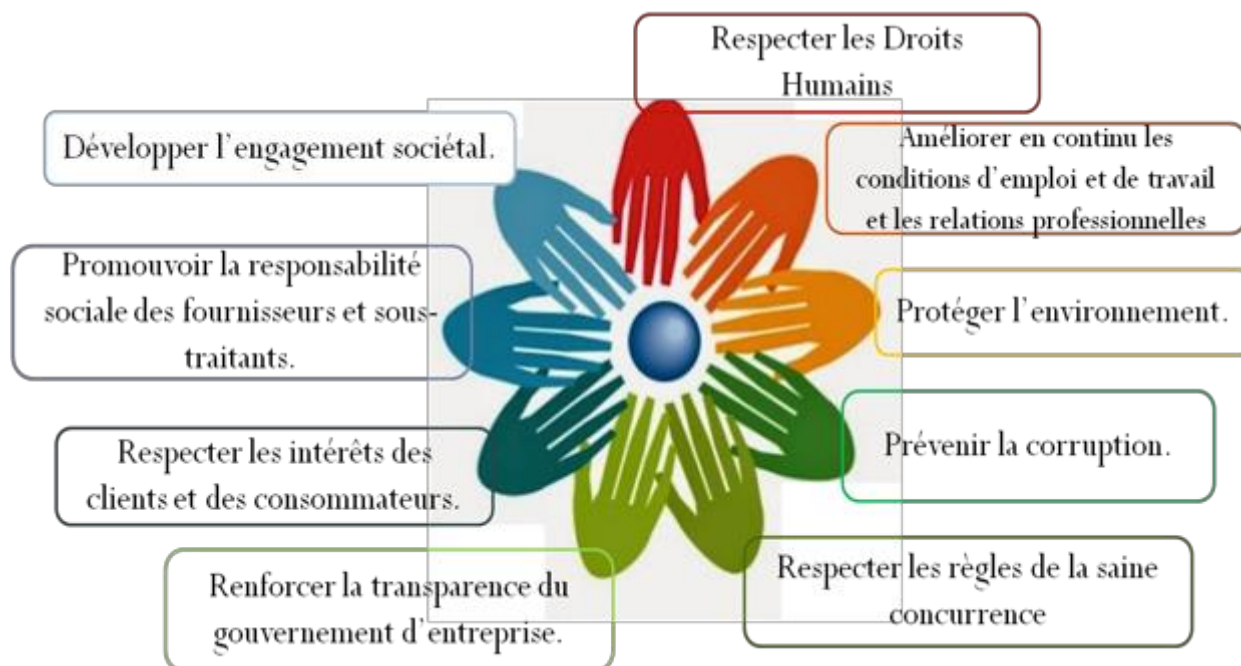 Respecter les Droits
Humains
Améliorer en continu les
conditions d'emploi et de travail
et les relations professionnelles
Protéger l'environnement.
Prévenir la corruption.
Respecter les règles de la saine
concurrence
Renforcer la transparence du
gouvernement d'entreprise.
Respecter les intérêts des
clients et des consommateurs.
Promouvoir la responsabilité
sociale des fournisseurs et sous-
traitants.
Développer l'engagement sociétal.